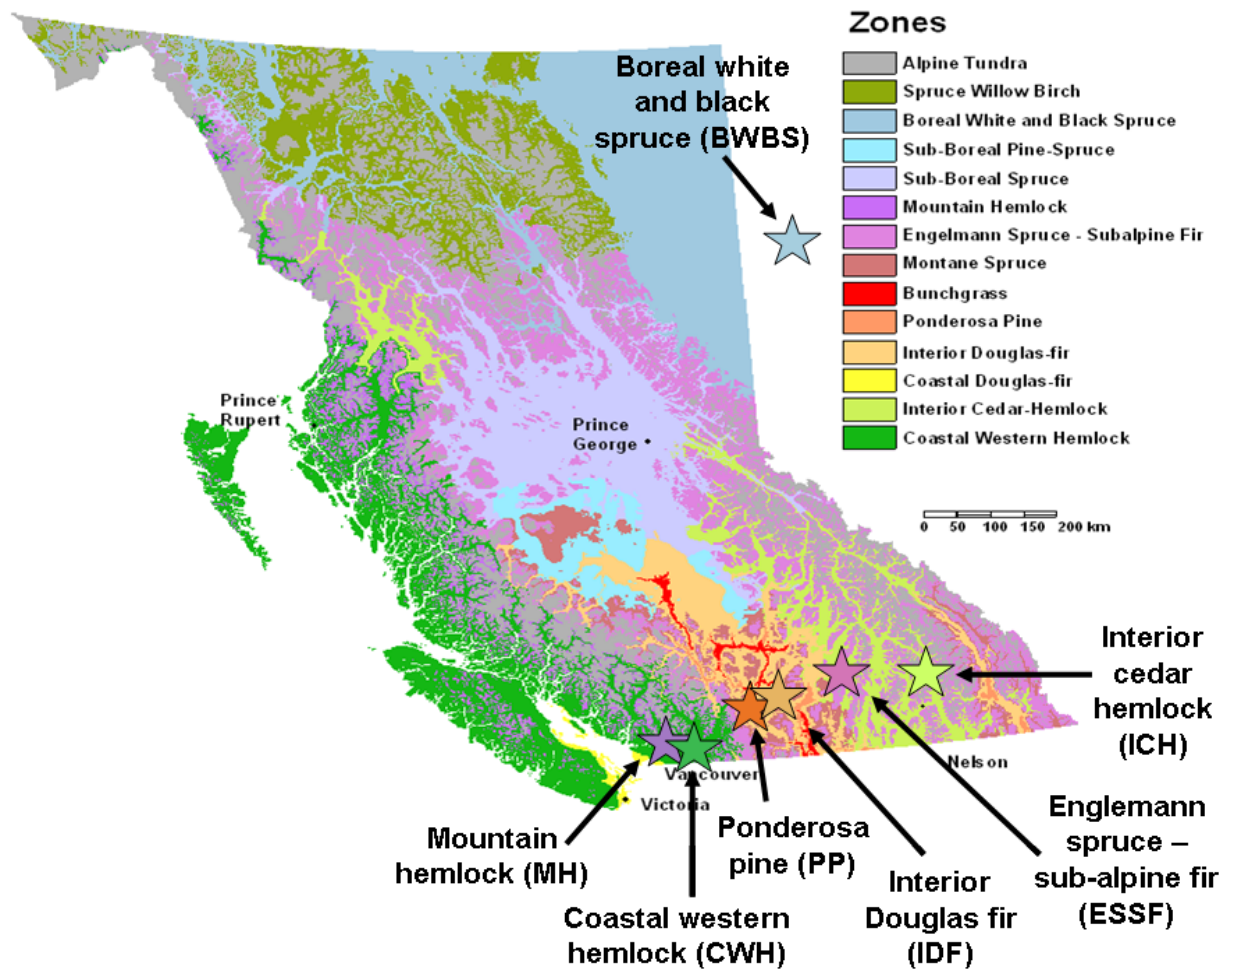 Zones
Alpine Tundra
Spruce Willow Birch
Boreal White and Black Spruce
Sub-Boreal Pine-Spruce
Sub-Boreal Spruce
Mountain Hemlock
Engelmann Spruce - Subalpine Fir
Montane Spruce
Bunchgrass
Ponderosa Pine
Interior Douglas-fir
Coastal Douglas-fir
Interior Cedar-Hemlock
Coastal Western Hemlock
0 50 100 150 200 km
Boreal white
and black
spruce (BWBS)
Prince
Rupert
Prince
George
Vancouver
Victoria
Nelson
Interior
cedar
hemlock
(ICH)
Englemann
spruce –
sub-alpine fir
(ESSF)
Mountain
hemlock (MH)
Coastal western
hemlock (CWH)
Ponderosa
pine (PP)
Interior
Douglas fir
(IDF)